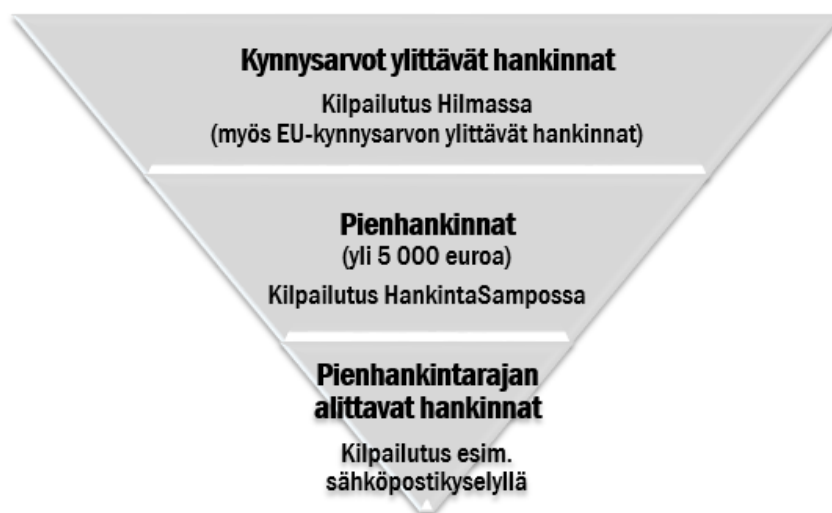 Kynnysarvot ylittävät hankinnat
Kilpailutus Hilmassa
(myös EU-kynnysarvon ylittävät hankinnat)
Pienhankinnat
(yli 5 000 euroa)
Kilpailutus HankintaSampossa
Pienhankintarajan
alittavat hankinnat
Kilpailutus esim.
sähköpostikyselyllä